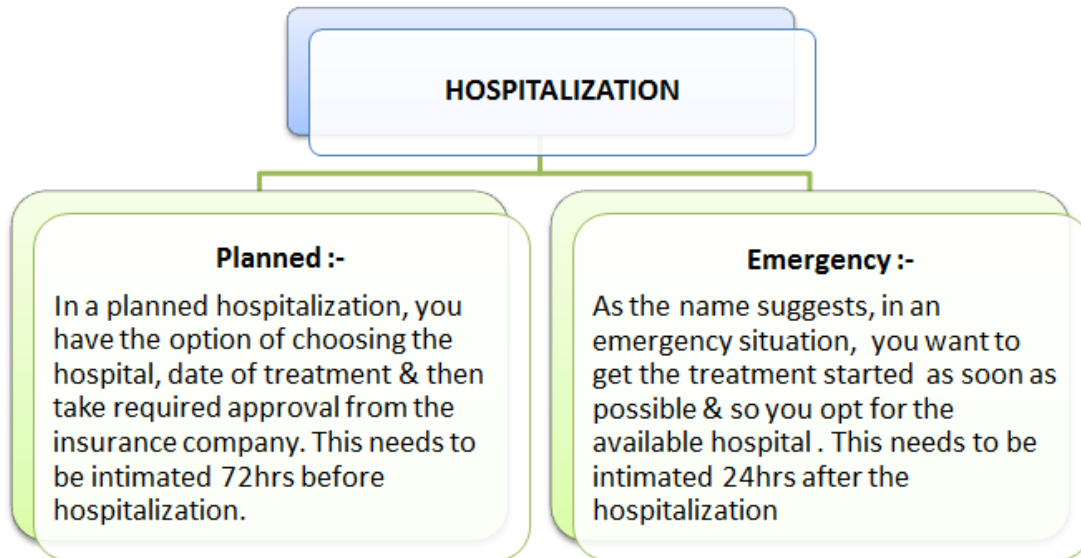 HOSPITALIZATION
Planned :-
In a planned hospitalization, you
have the option of choosing the
hospital, date of treatment & then
take required approval from the
insurance company. This needs to
be intimated 72hrs before
hospitalization.
Emergency :-
As the name suggests, in an
emergency situation,  you want to
get the treatment started  as soon as
possible & so you opt for the
available hospital . This needs to be
intimated 24hrs after the
hospitalization